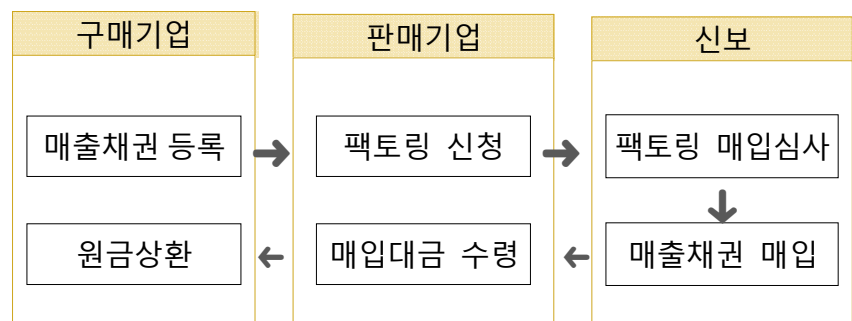 구매기업
판매기업
신보
매출채권 등록
팩토링 신청
팩토링 매입심사
원금상환
매입대금 수령
매출채권 매입